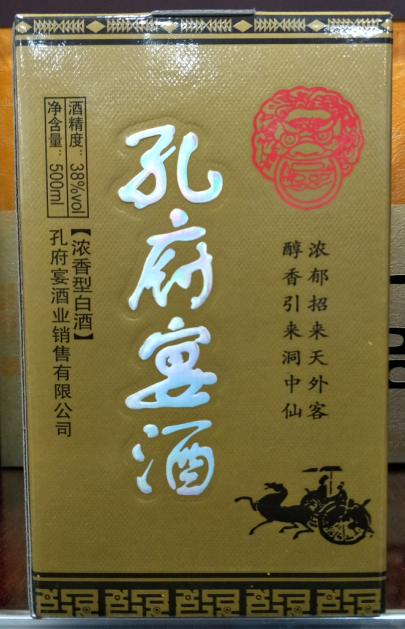 酒精度：38%vol
净含量：500ml
孔府宴酒
浓郁招来天外客
醇香引来洞中仙
【浓香型白酒】
孔府宴酒业销售有限公司